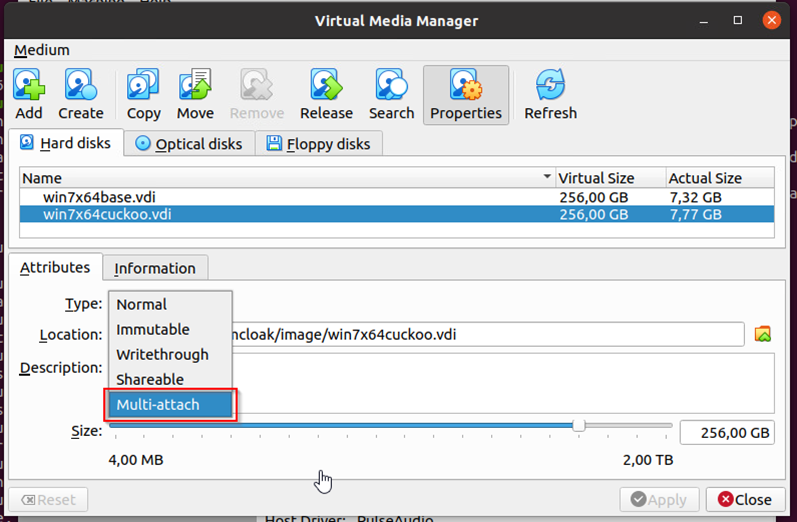 Virtual Media Manager
Medium
Add Create Copy Move Remove Release Search Properties Refresh
Hard disks Optical disks Floppy disks
Name Virtual Size Actual Size
win7x64base.vdi 256,00 GB 7,32 GB
win7x64cuckoo.vdi 256,00 GB 7,77 GB
Attributes Information
Type: Normal
Immutable
Location: ncloak/image/win7x64cuckoo.vdi
Writethrough
Description:
Shareable
Multi-attach
Size: 256,00 GB
4,00 MB 2,00 TB
Reset Apply Close
Host Driver: PulseAudio